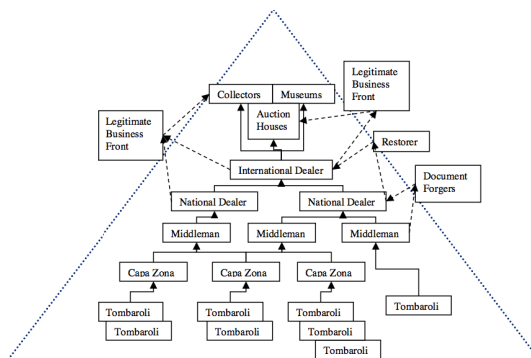 Collectors
Museums
Legitimate
Business
Front
Auction
Houses
Legitimate
Business
Front
Restorer
International Dealer
Document
Forgers
National Dealer
National Dealer
Middleman
Middleman
Middleman
Capa Zona
Capa Zona
Capa Zona
Tombaroli
Tombaroli
Tombaroli
Tombaroli
Tombaroli
Tombaroli
Tombaroli
Tombaroli